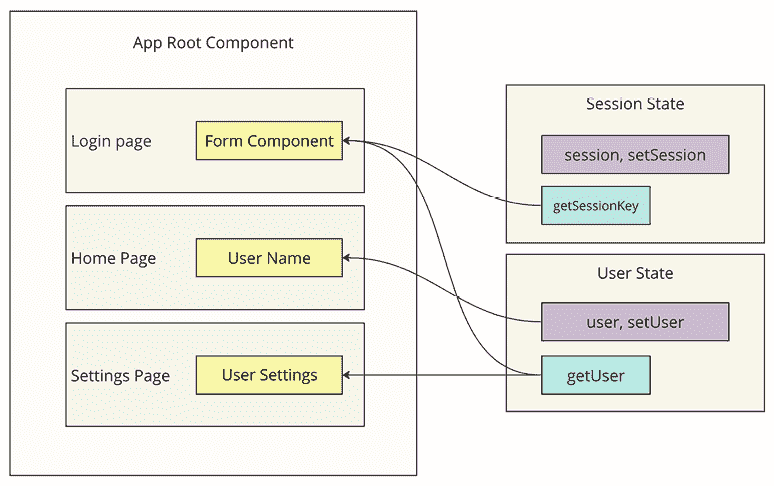 App Root Component
Login page
Form Component
Home Page
User Name
Settings Page
User Settings
Session State
session, setSession
getSessionKey
User State
user, setUser
getUser